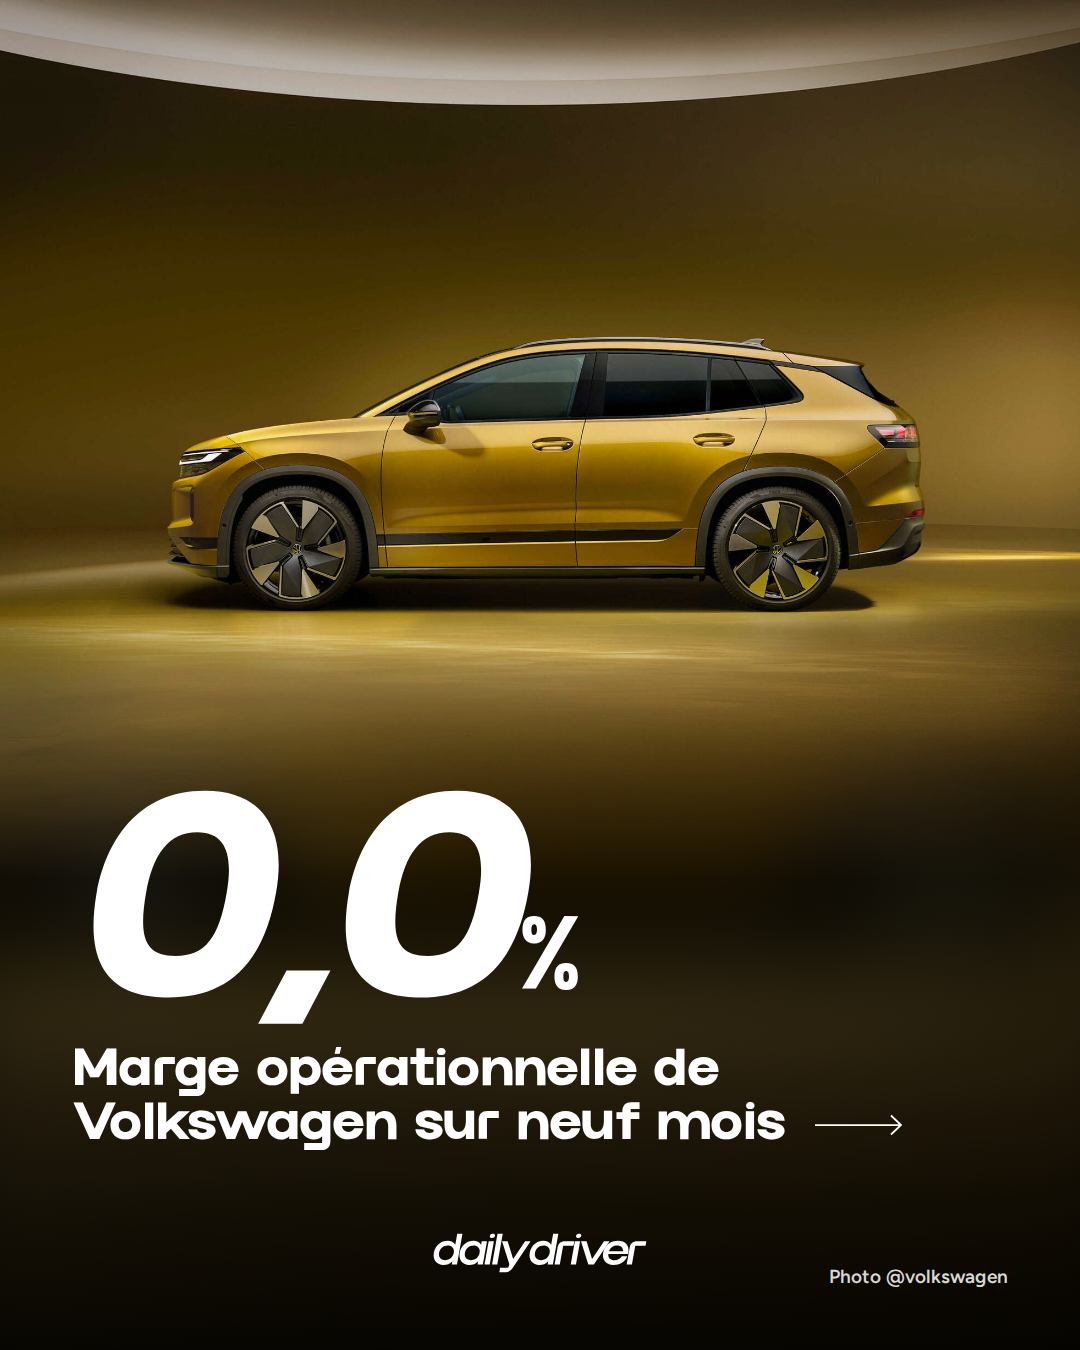 0,0%
Marge opérationnelle de
Volkswagen sur neuf mois
dailydriver
Photo @volkswagen